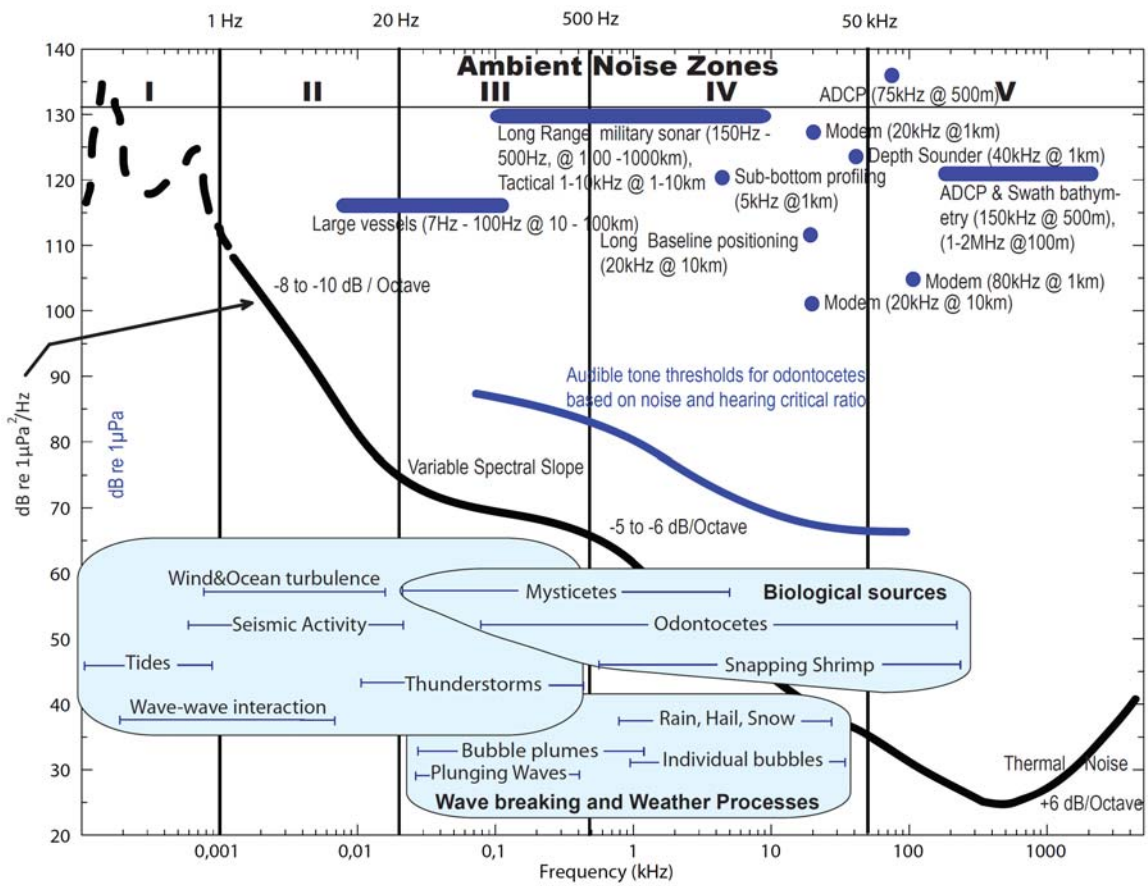 1 Hz 20 Hz 500 Hz 50 kHz
140
Ambient Noise Zones
I II III IV V
ADCP (75kHz @ 500m)
130
Long Range military sonar (150Hz -
500Hz, @ 100 -1000km),
Tactical 1-10kHz @ 1-10km
Modem (20kHz @1km)
Depth Sounder (40kHz @ 1km)
120
Sub-bottom profiling
(5kHz @1km)
ADCP & Swath bathym-
etry (150kHz @ 500m),
(1-2MHz @100m)
Large vessels (7Hz - 100Hz @ 10 - 100km)
110
Long Baseline positioning
(20kHz @ 10km)
-8 to -10 dB / Octave
Modem (80kHz @ 1km)
Modem (20kHz @ 10km)
100
90
Audible tone thresholds for odontocetes
based on noise and hearing critical ratio
dB re 1µPa²/Hz
dB re 1µPa
80
Variable Spectral Slope
70
-5 to -6 dB/Octave
60
Wind&Ocean turbulence
Mysticetes
Biological sources
Seismic Activity
Odontocetes
50
Tides
Snapping Shrimp
Thunderstorms
40
Wave-wave interaction
Rain, Hail, Snow
Bubble plumes
Individual bubbles
30
Plunging Waves
Wave breaking and Weather Processes
Thermal Noise
+6 dB/Octave
20
0,001 0,01 0,1 1 10 100 1000
Frequency (kHz)